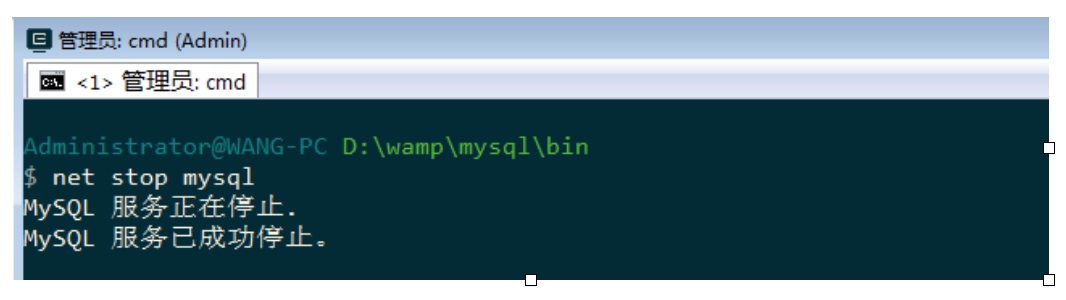 管理员: cmd (Admin)
<1> 管理员: cmd
Administrator@WANG-PC D:\wamp\mysql\bin
$ net stop mysql
MySQL 服务正在停止.
MySQL 服务已成功停止。